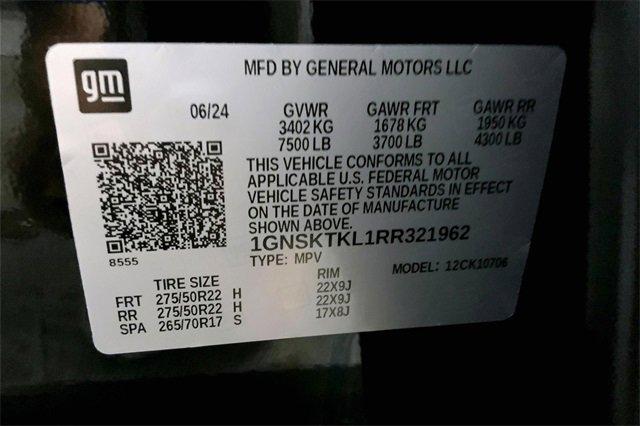 gm
MFD BY GENERAL MOTORS LLC
06/24 GVWR GAWR FRT GAWR RR
3402 KG 1678 KG 1950 KG
7500 LB 3700 LB 4300 LB
THIS VEHICLE CONFORMS TO ALL
APPLICABLE U.S. FEDERAL MOTOR
VEHICLE SAFETY STANDARDS IN EFFECT
ON THE DATE OF MANUFACTURE
SHOWN ABOVE.
8555
1GNSKTKL1RR321962
TYPE: MPV MODEL: 12CK10706
TIRE SIZE RIM
FRT 275/50R22 H 22X9J
RR 275/50R22 H 22X9J
SPA 265/70R17 S 17X8J